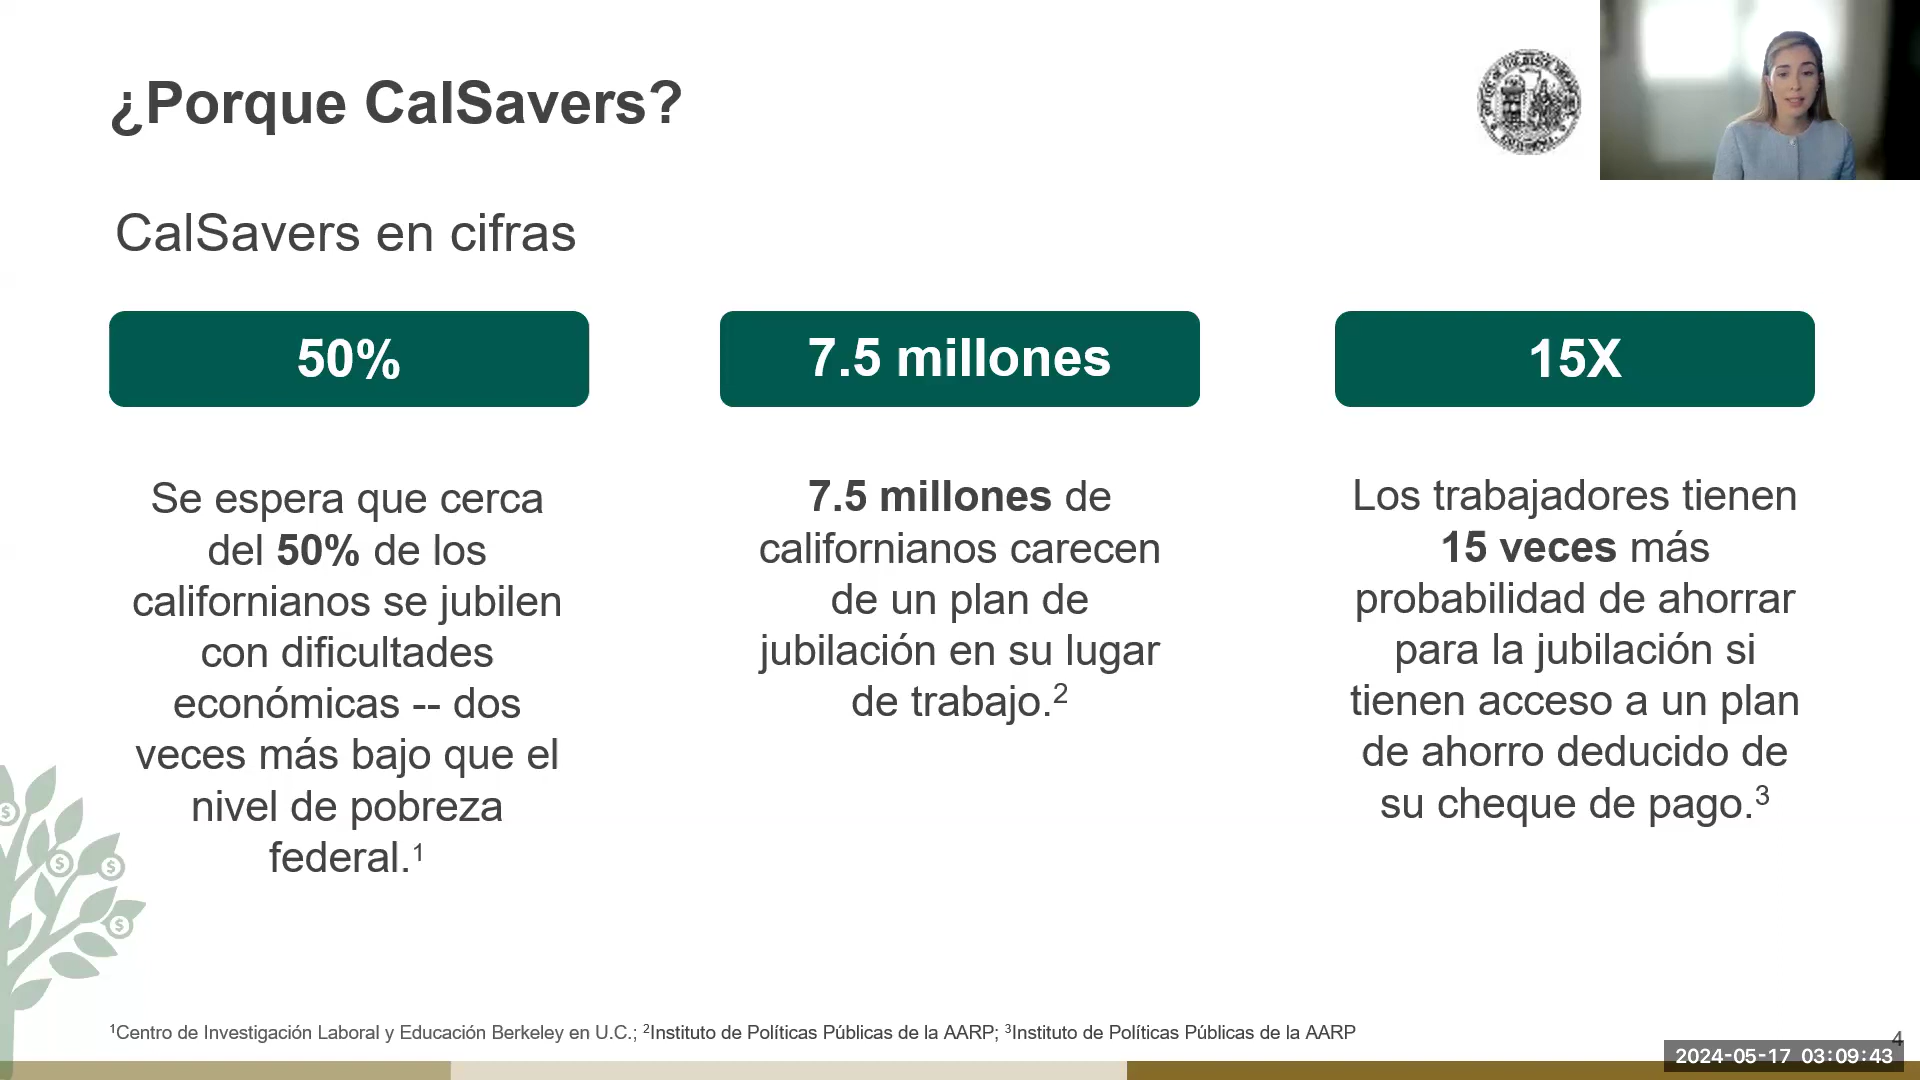 ¿Porque CalSavers?
CalSavers en cifras
50%
Se espera que cerca
del 50% de los
californianos se jubilen
con dificultades
económicas -- dos
veces más bajo que el
nivel de pobreza
federal.¹
7.5 millones
7.5 millones de
californianos carecen
de un plan de
jubilación en su lugar
de trabajo.²
15X
Los trabajadores tienen
15 veces más
probabilidad de ahorrar
para la jubilación si
tienen acceso a un plan
de ahorro deducido de
su cheque de pago.³
¹Centro de Investigación Laboral y Educación Berkeley en U.C.; ²Instituto de Políticas Públicas de la AARP; ³Instituto de Políticas Públicas de la AARP
4
2024-05-17 03:09:43